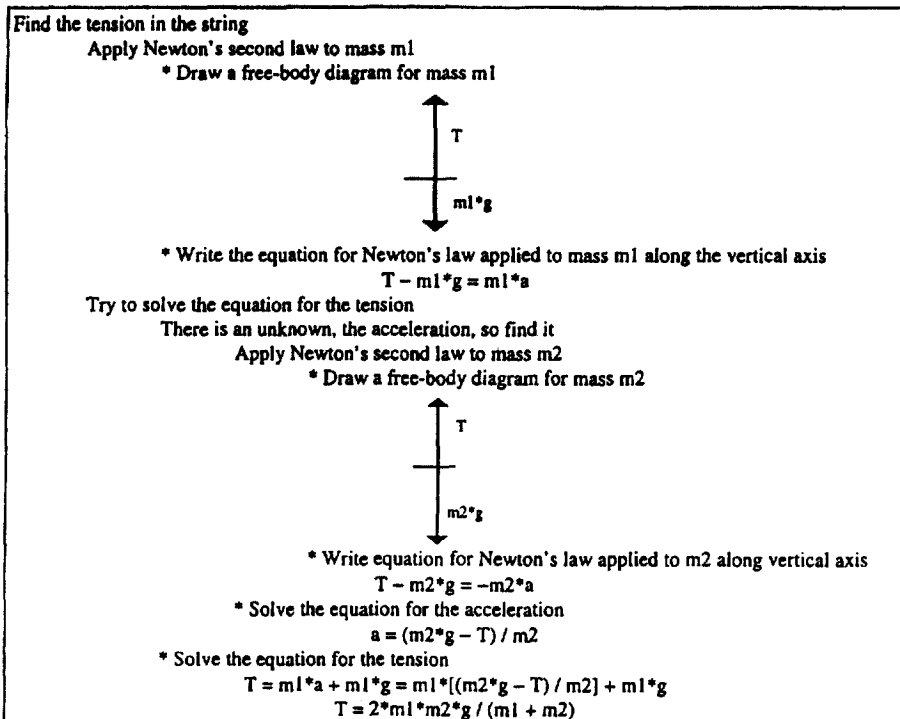 Find the tension in the string
Apply Newton's second law to mass m1
* Draw a free-body diagram for mass m1
T
m1*g
* Write the equation for Newton's law applied to mass m1 along the vertical axis
T – m1*g = m1*a
Try to solve the equation for the tension
There is an unknown, the acceleration, so find it
Apply Newton's second law to mass m2
* Draw a free-body diagram for mass m2
T
m2*g
* Write equation for Newton's law applied to m2 along vertical axis
T – m2*g = –m2*a
* Solve the equation for the acceleration
a = (m2*g – T) / m2
* Solve the equation for the tension
T = m1*a + m1*g = m1*[(m2*g – T) / m2] + m1*g
T = 2*m1*m2*g / (m1 + m2)